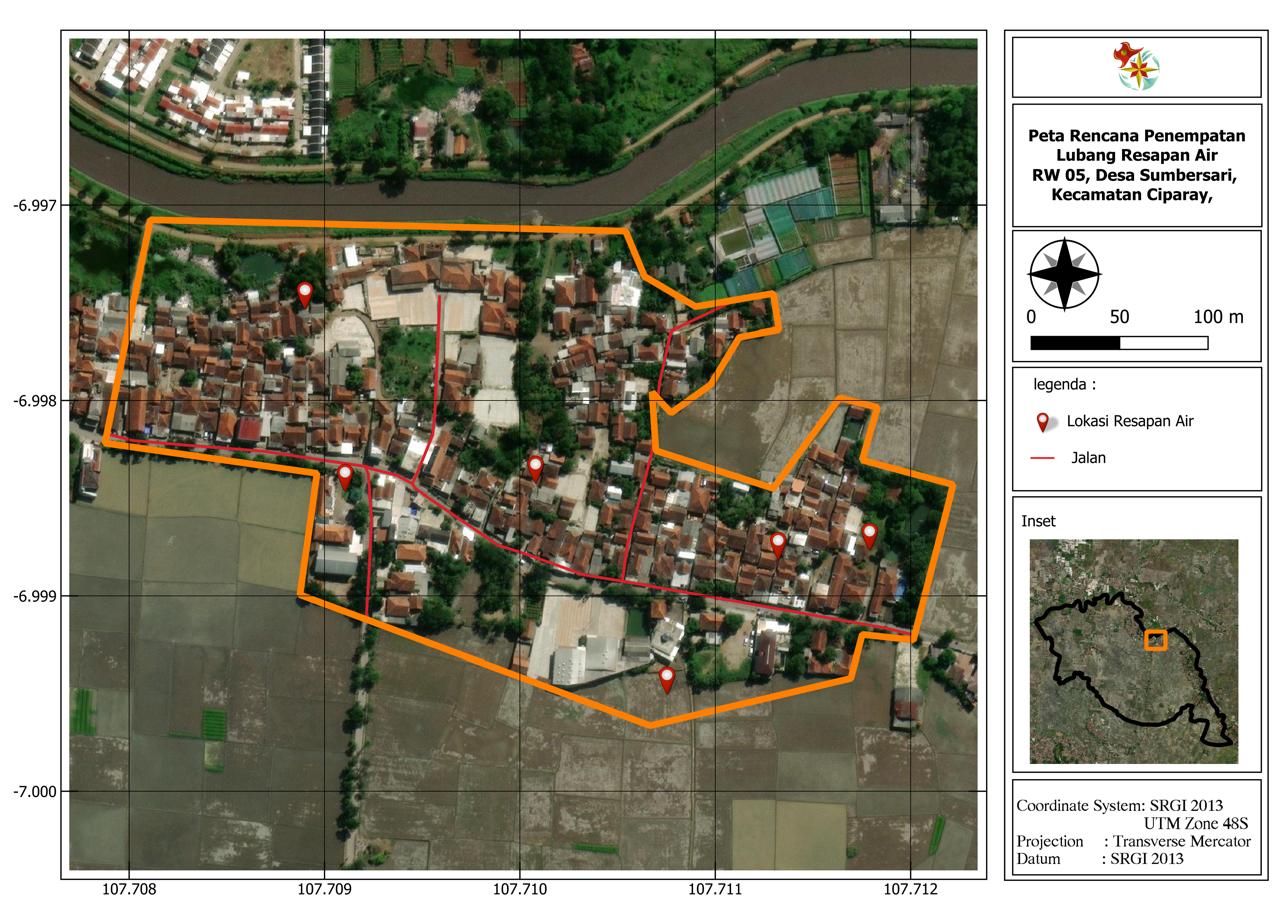 Peta Rencana Penempatan
Lubang Resapan Air
RW 05, Desa Sumbersari,
Kecamatan Ciparay,
0 50 100 m
legenda :
Lokasi Resapan Air
Jalan
Inset
Coordinate System: SRGI 2013
UTM Zone 48S
Projection : Transverse Mercator
Datum : SRGI 2013
-6.997
-6.998
-6.999
-7.000
107.708 107.709 107.710 107.711 107.712